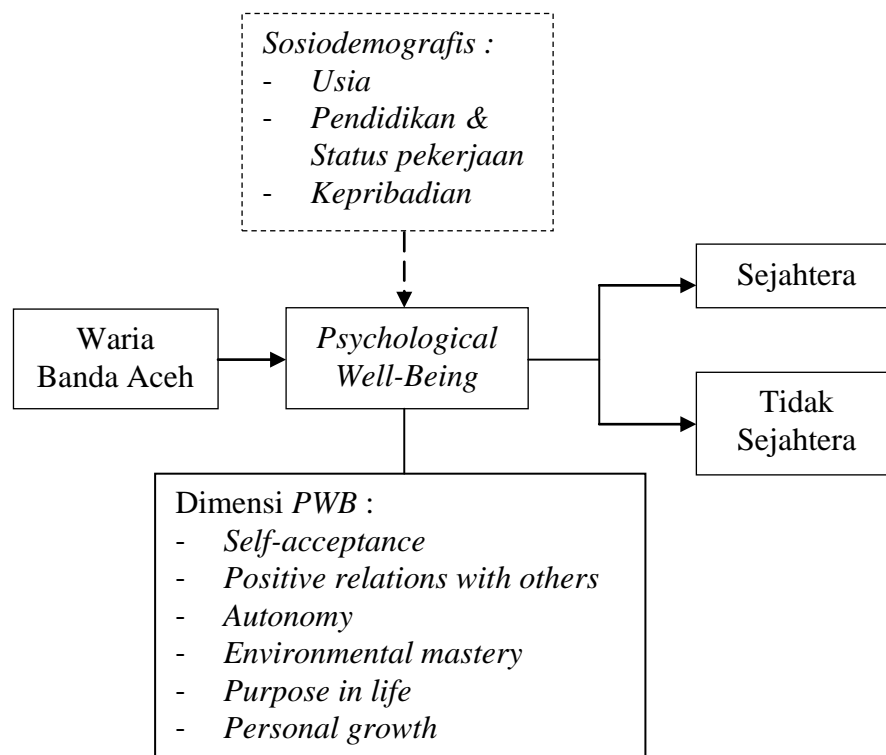 Sosiodemografis :
- Usia
- Pendidikan &
Status pekerjaan
- Kepribadian
Sejahtera
Waria
Banda Aceh
Psychological
Well-Being
Tidak
Sejahtera
Dimensi PWB :
- Self-acceptance
- Positive relations with others
- Autonomy
- Environmental mastery
- Purpose in life
- Personal growth